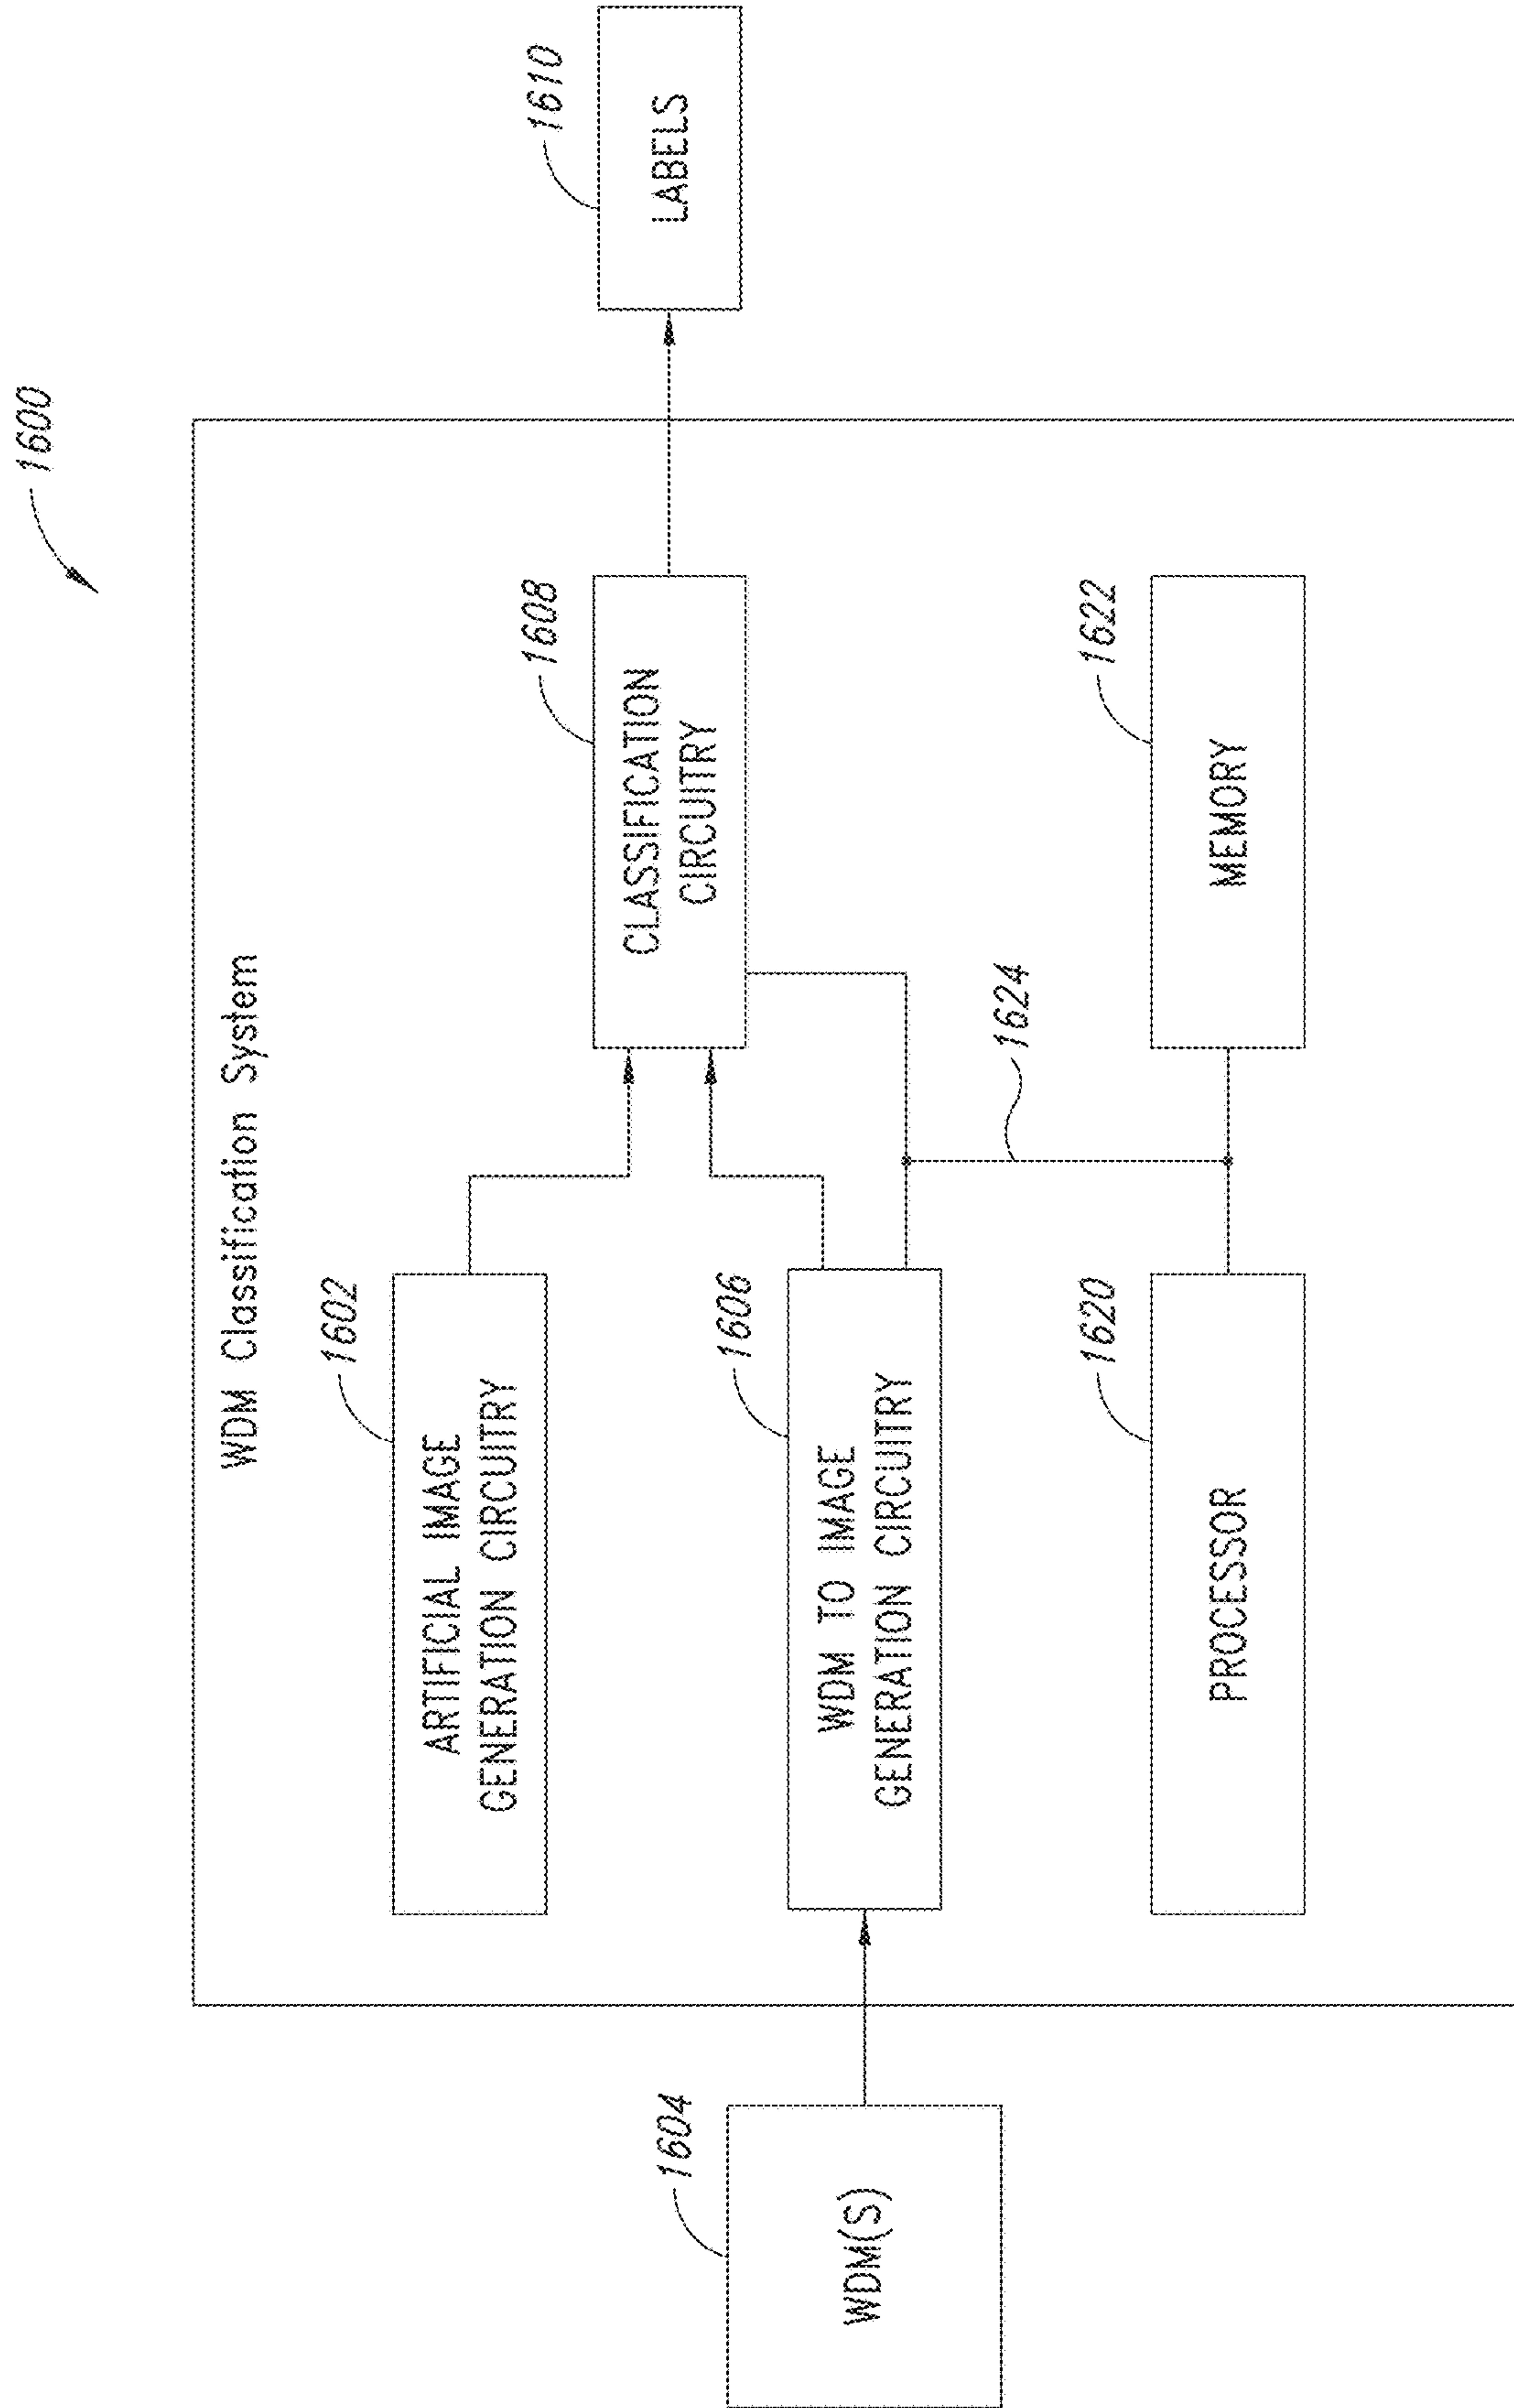 1600
WDM Classification System
1602
ARTIFICIAL IMAGE
GENERATION CIRCUITRY
1604
WDM(S)
1606
WDM TO IMAGE
GENERATION CIRCUITRY
1608
CLASSIFICATION
CIRCUITRY
1610
LABELS
1620
PROCESSOR
1624
1622
MEMORY